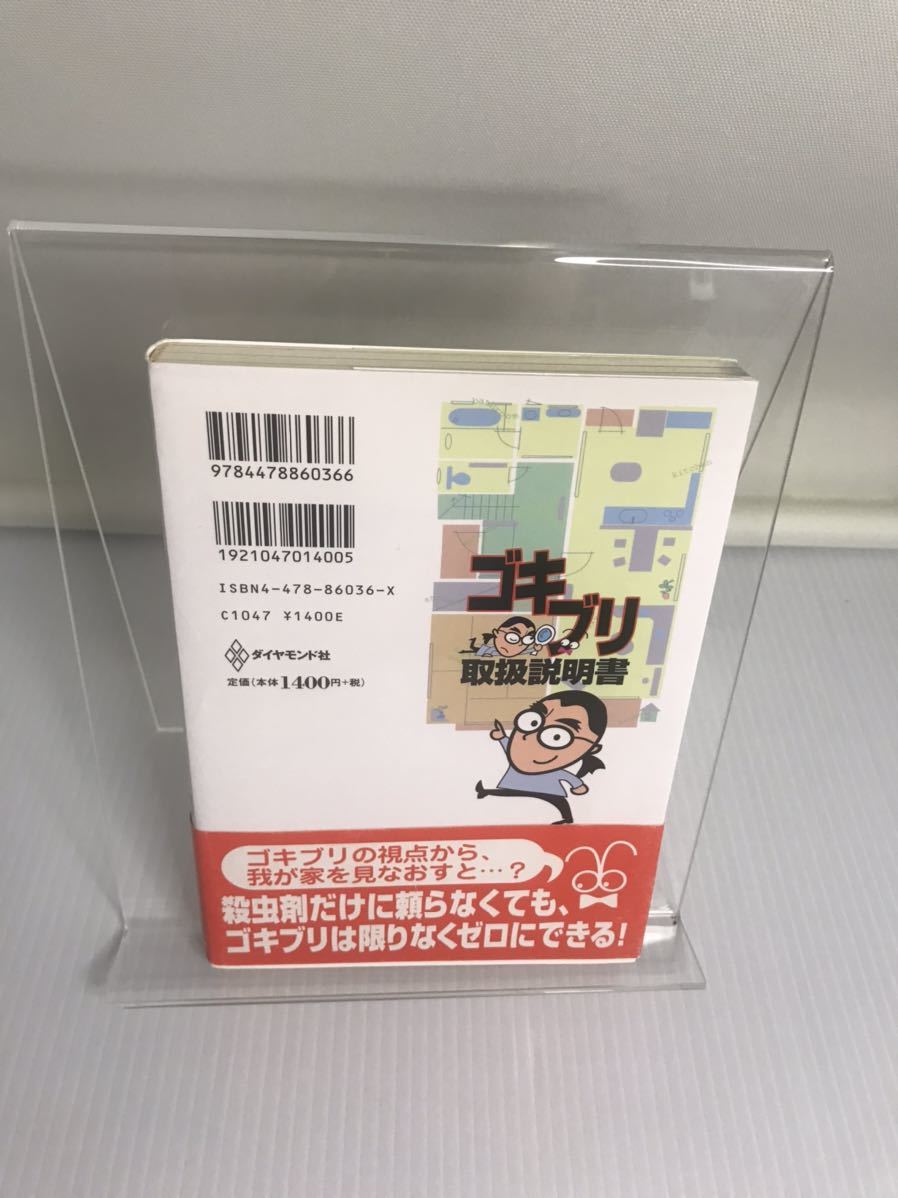 9784478860366
1921047014005
ISBN4-478-86036-X
C1047 ¥1400E
ダイヤモンド社
定価(本体1400円+税)
KITCHEN
ゴキブリ
取扱説明書
ゴキブリの視点から、
我が家を見なおすと…?
殺虫剤だけに頼らなくても、
ゴキブリは限りなくゼロにできる!